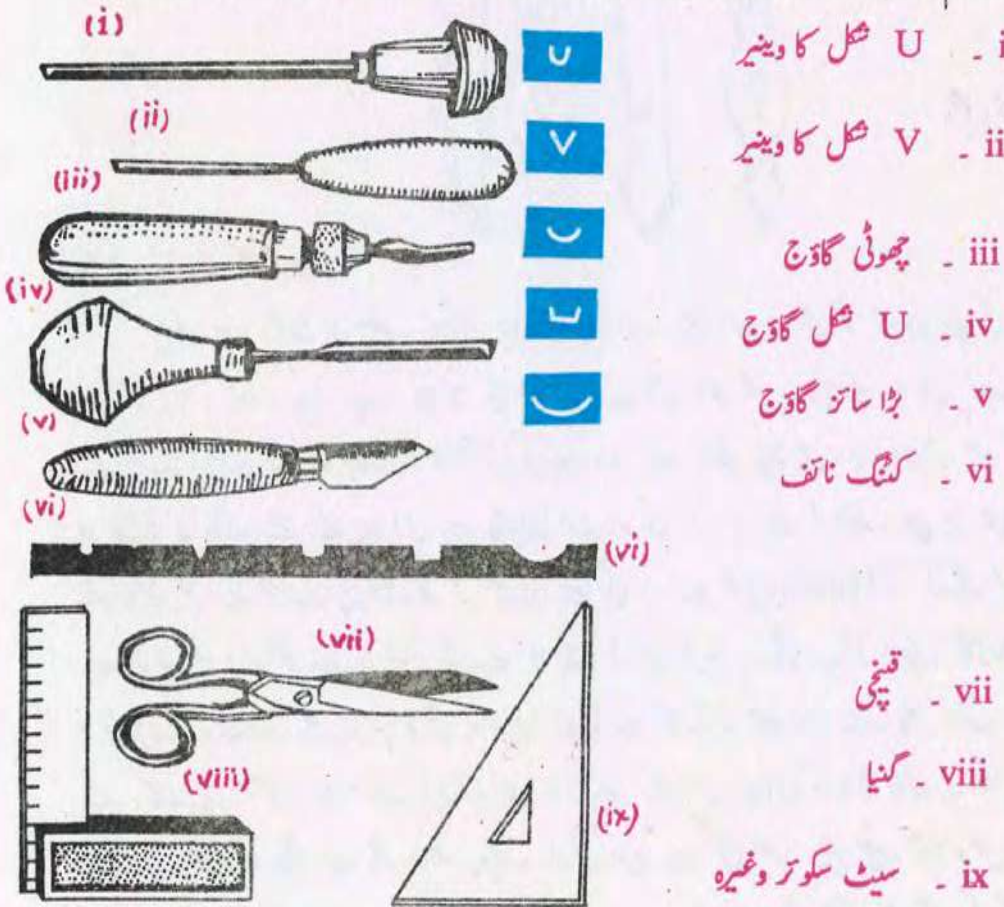 (i)
i ـ U شکل کا وینیر
(ii)
ii ـ V شکل کا وینیر
(iii)
iii ـ چھوٹی گاؤج
(iv)
iv ـ U شکل گاؤج
(v)
v ـ بڑا سائز گاؤج
(vi)
vi ـ کٹنگ نائف
(vi)
(vii)
vii ـ قینچی
(viii)
viii گنیا
(ix)
ix ـ سیٹ سکوئر وغیرہ